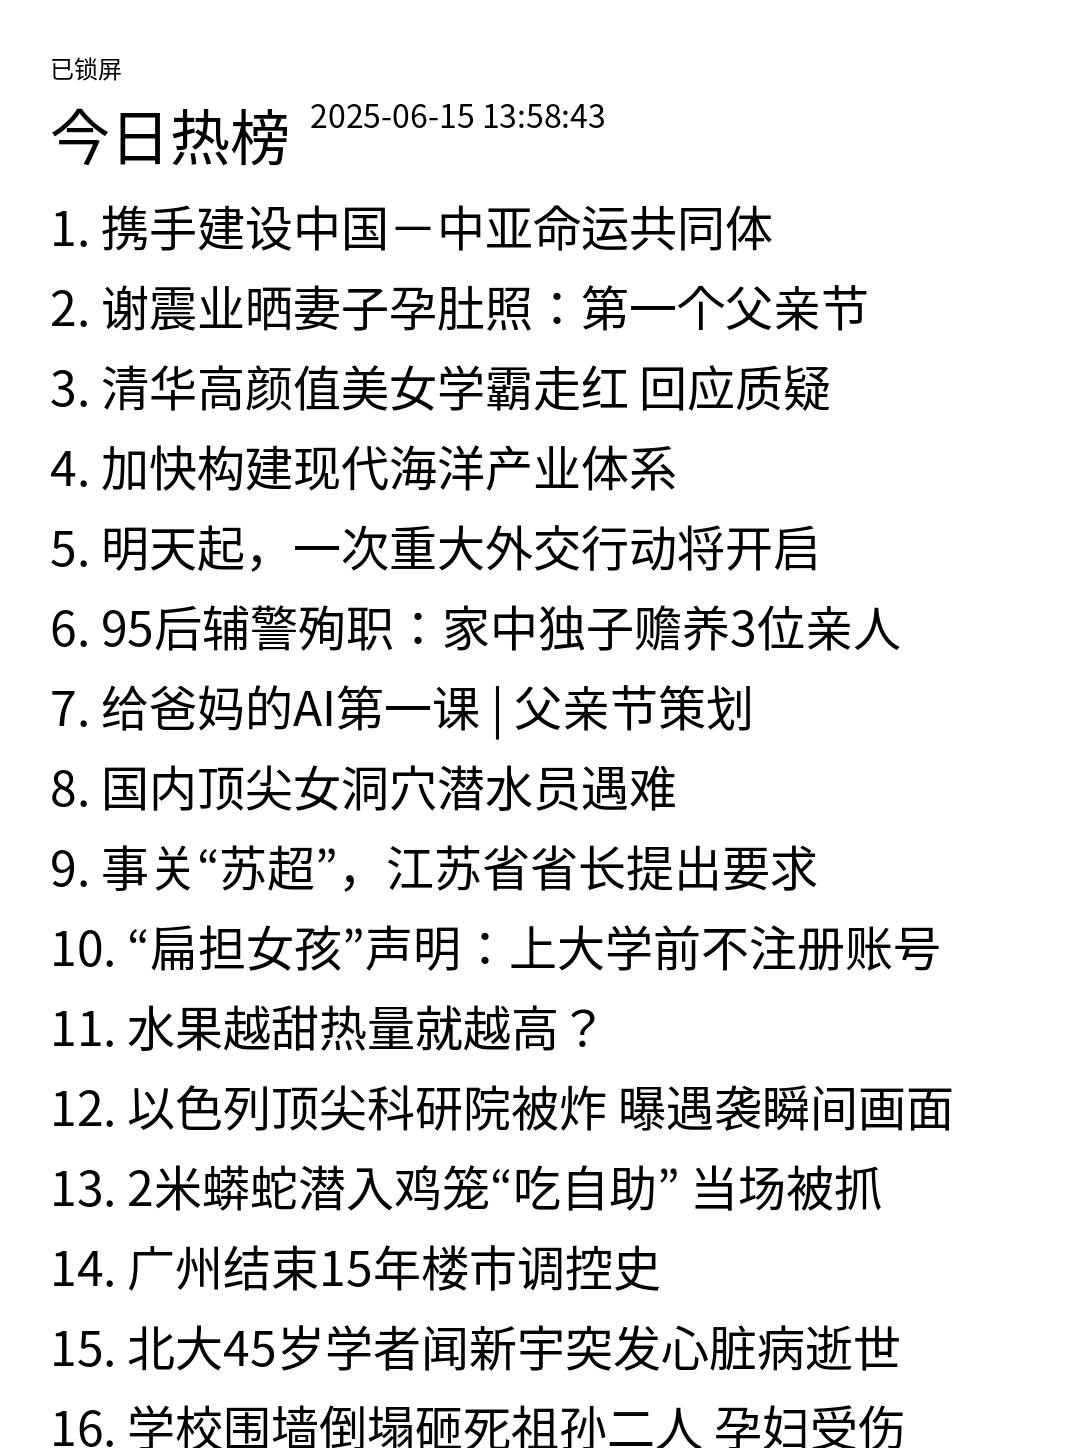 已锁屏
今日热榜 2025-06-15 13:58:43
1. 携手建设中国－中亚命运共同体
2. 谢震业晒妻子孕肚照：第一个父亲节
3. 清华高颜值美女学霸走红 回应质疑
4. 加快构建现代海洋产业体系
5. 明天起，一次重大外交行动将开启
6. 95后辅警殉职：家中独子赡养3位亲人
7. 给爸妈的AI第一课 | 父亲节策划
8. 国内顶尖女洞穴潜水员遇难
9. 事关“苏超”，江苏省省长提出要求
10. “扁担女孩”声明：上大学前不注册账号
11. 水果越甜热量就越高？
12. 以色列顶尖科研院被炸 曝遇袭瞬间画面
13. 2米蟒蛇潜入鸡笼“吃自助” 当场被抓
14. 广州结束15年楼市调控史
15. 北大45岁学者闻新宇突发心脏病逝世
16. 学校围墙倒塌砸死祖孙二人 孕妇受伤